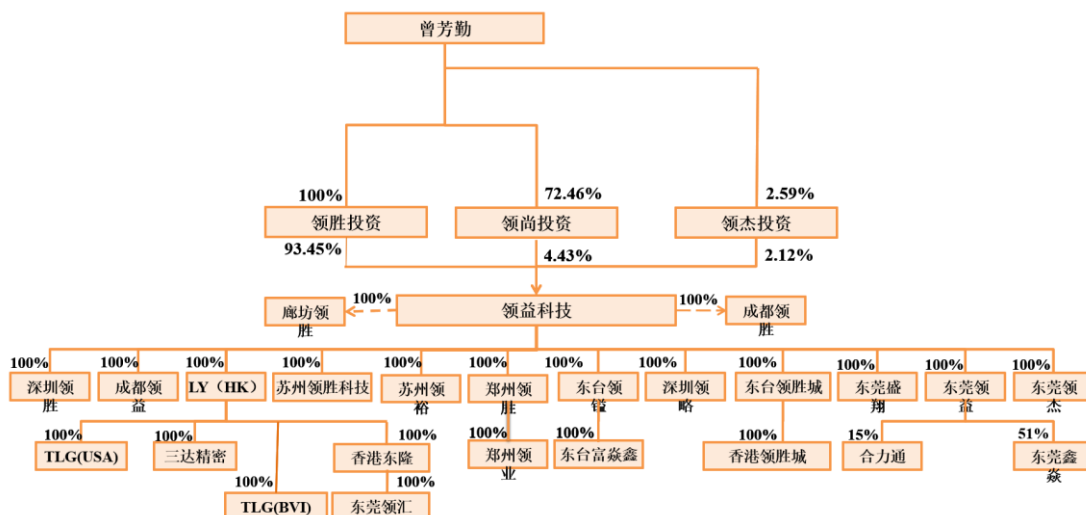 曾芳勤
100%
72.46%
2.59%
领胜投资
领尚投资
领杰投资
93.45%
4.43%
2.12%
廊坊领
胜
100%
领益科技
100%
成都领
胜
100%
100%
100%
100%
100%
100%
100%
100%
100%
100%
100%
100%
深圳领
胜
成都领
益
LY（HK）
苏州领胜科技
苏州领
裕
郑州领
胜
东台领
镒
深圳领
略
东台领胜城
东莞盛
翔
东莞领
益
东莞领
杰
100%
100%
100%
100%
100%
100%
15%
51%
TLG(USA)
三达精密
香港东隆
郑州领
业
东台富焱鑫
香港领胜城
合力通
东莞鑫
焱
100%
TLG(BVI)
100%
东莞领汇